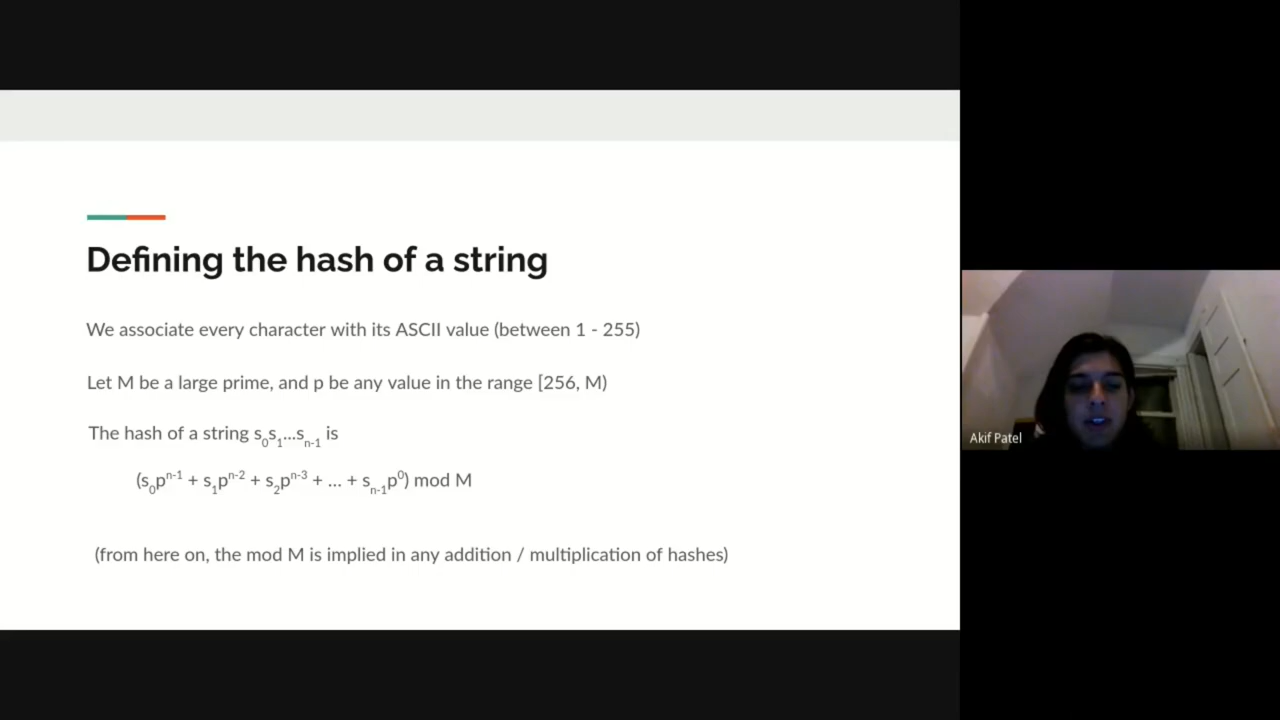 Defining the hash of a string
We associate every character with its ASCII value (between 1 - 255)
Let M be a large prime, and p be any value in the range [256, M)
The hash of a string s₀s₁...sₙ₋₁ is
(s₀pⁿ⁻¹ + s₁pⁿ⁻² + s₂pⁿ⁻³ + ... + sₙ₋₁p⁰) mod M
(from here on, the mod M is implied in any addition / multiplication of hashes)
Akif Patel